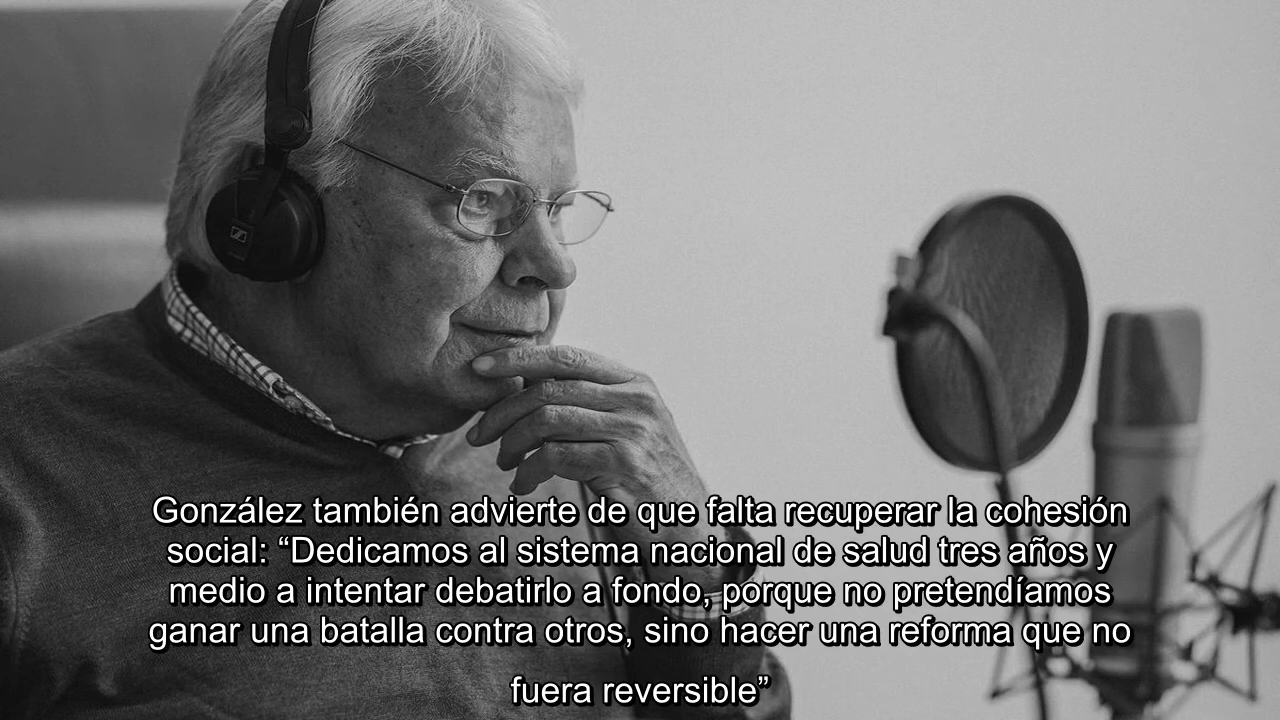 González también advierte de que falta recuperar la cohesión
social: “Dedicamos al sistema nacional de salud tres años y
medio a intentar debatirlo a fondo, porque no pretendíamos
ganar una batalla contra otros, sino hacer una reforma que no
fuera reversible”